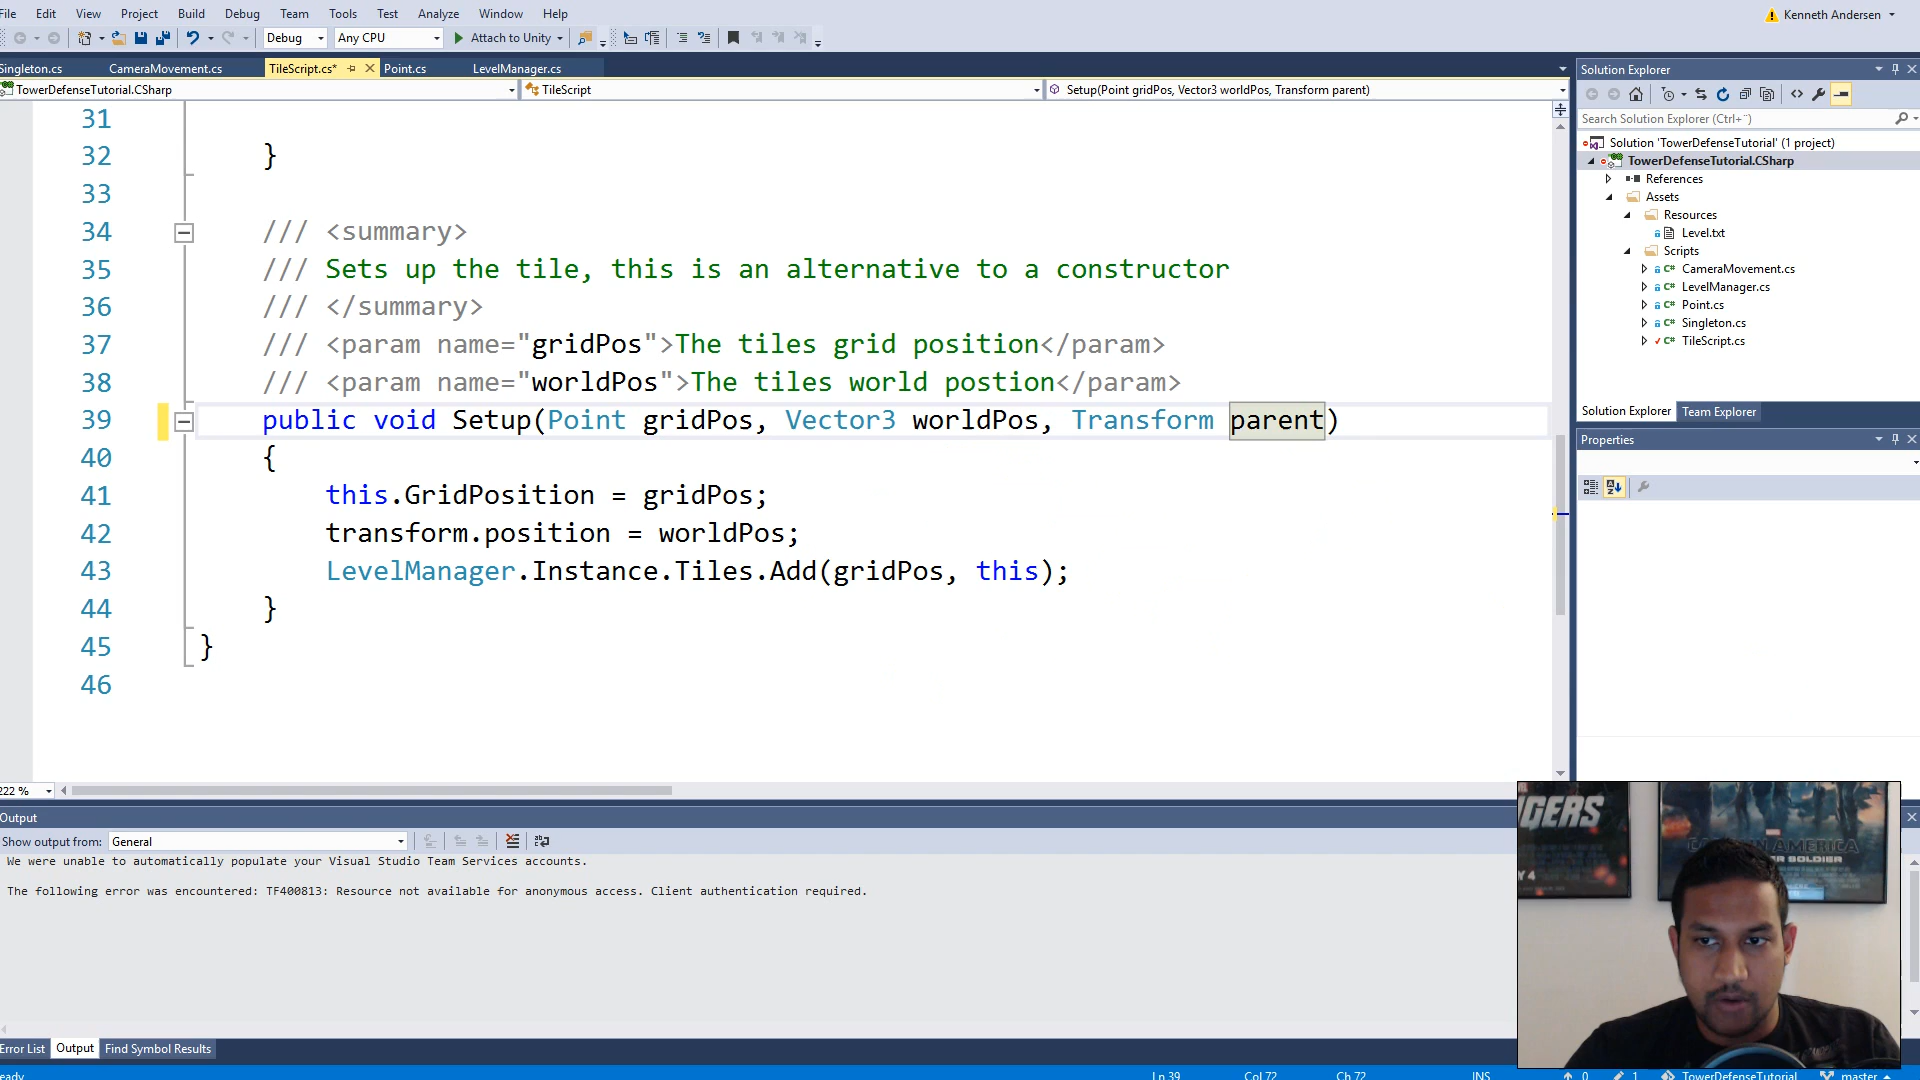 File Edit View Project Build Debug Team Tools Test Analyze Window Help Kenneth Andersen
Debug Any CPU Attach to Unity
Singleton.cs CameraMovement.cs TileScript.cs* Point.cs LevelManager.cs
TowerDefenseTutorial.CSharp TileScript Setup(Point gridPos, Vector3 worldPos, Transform parent)
31
32 }
33
34 /// <summary>
35 /// Sets up the tile, this is an alternative to a constructor
36 /// </summary>
37 /// <param name="gridPos">The tiles grid position</param>
38 /// <param name="worldPos">The tiles world postion</param>
39 public void Setup(Point gridPos, Vector3 worldPos, Transform parent)
40 {
41 this.GridPosition = gridPos;
42 transform.position = worldPos;
43 LevelManager.Instance.Tiles.Add(gridPos, this);
44 }
45 }
46
222 %
Output
Show output from: General
We were unable to automatically populate your Visual Studio Team Services accounts.
The following error was encountered: TF400813: Resource not available for anonymous access. Client authentication required.
Error List Output Find Symbol Results
Solution Explorer
Search Solution Explorer (Ctrl+¨)
Solution 'TowerDefenseTutorial' (1 project)
TowerDefenseTutorial.CSharp
References
Assets
Resources
Level.txt
Scripts
CameraMovement.cs
LevelManager.cs
Point.cs
Singleton.cs
TileScript.cs
Solution Explorer Team Explorer
Properties
NGERS
Y 4
CAPTAIN AMERICA
SOLDIER
Ready Ln 39 Col 72 Ch 72 INS 0 1 TowerDefenseTutorial master